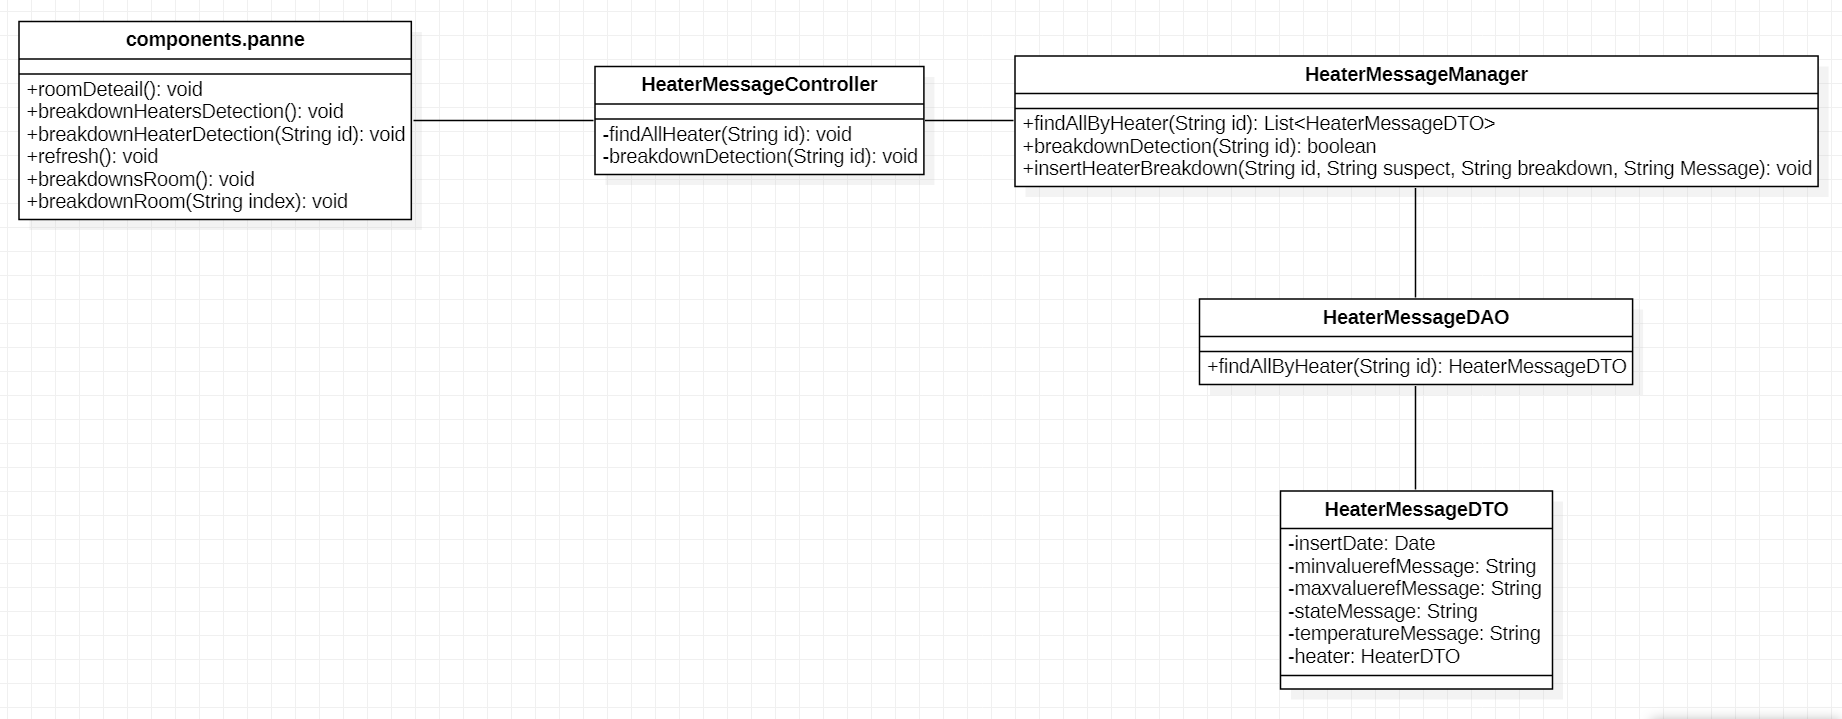 components.panne
+roomDeteail(): void
+breakdownHeatersDetection(): void
+breakdownHeaterDetection(String id): void
+refresh(): void
+breakdownsRoom(): void
+breakdownRoom(String index): void
HeaterMessageController
-findAllHeater(String id): void
-breakdownDetection(String id): void
HeaterMessageManager
+findAllByHeater(String id): List<HeaterMessageDTO>
+breakdownDetection(String id): boolean
+insertHeaterBreakdown(String id, String suspect, String breakdown, String Message): void
HeaterMessageDAO
+findAllByHeater(String id): HeaterMessageDTO
HeaterMessageDTO
-insertDate: Date
-minvaluerefMessage: String
-maxvaluerefMessage: String
-stateMessage: String
-temperatureMessage: String
-heater: HeaterDTO